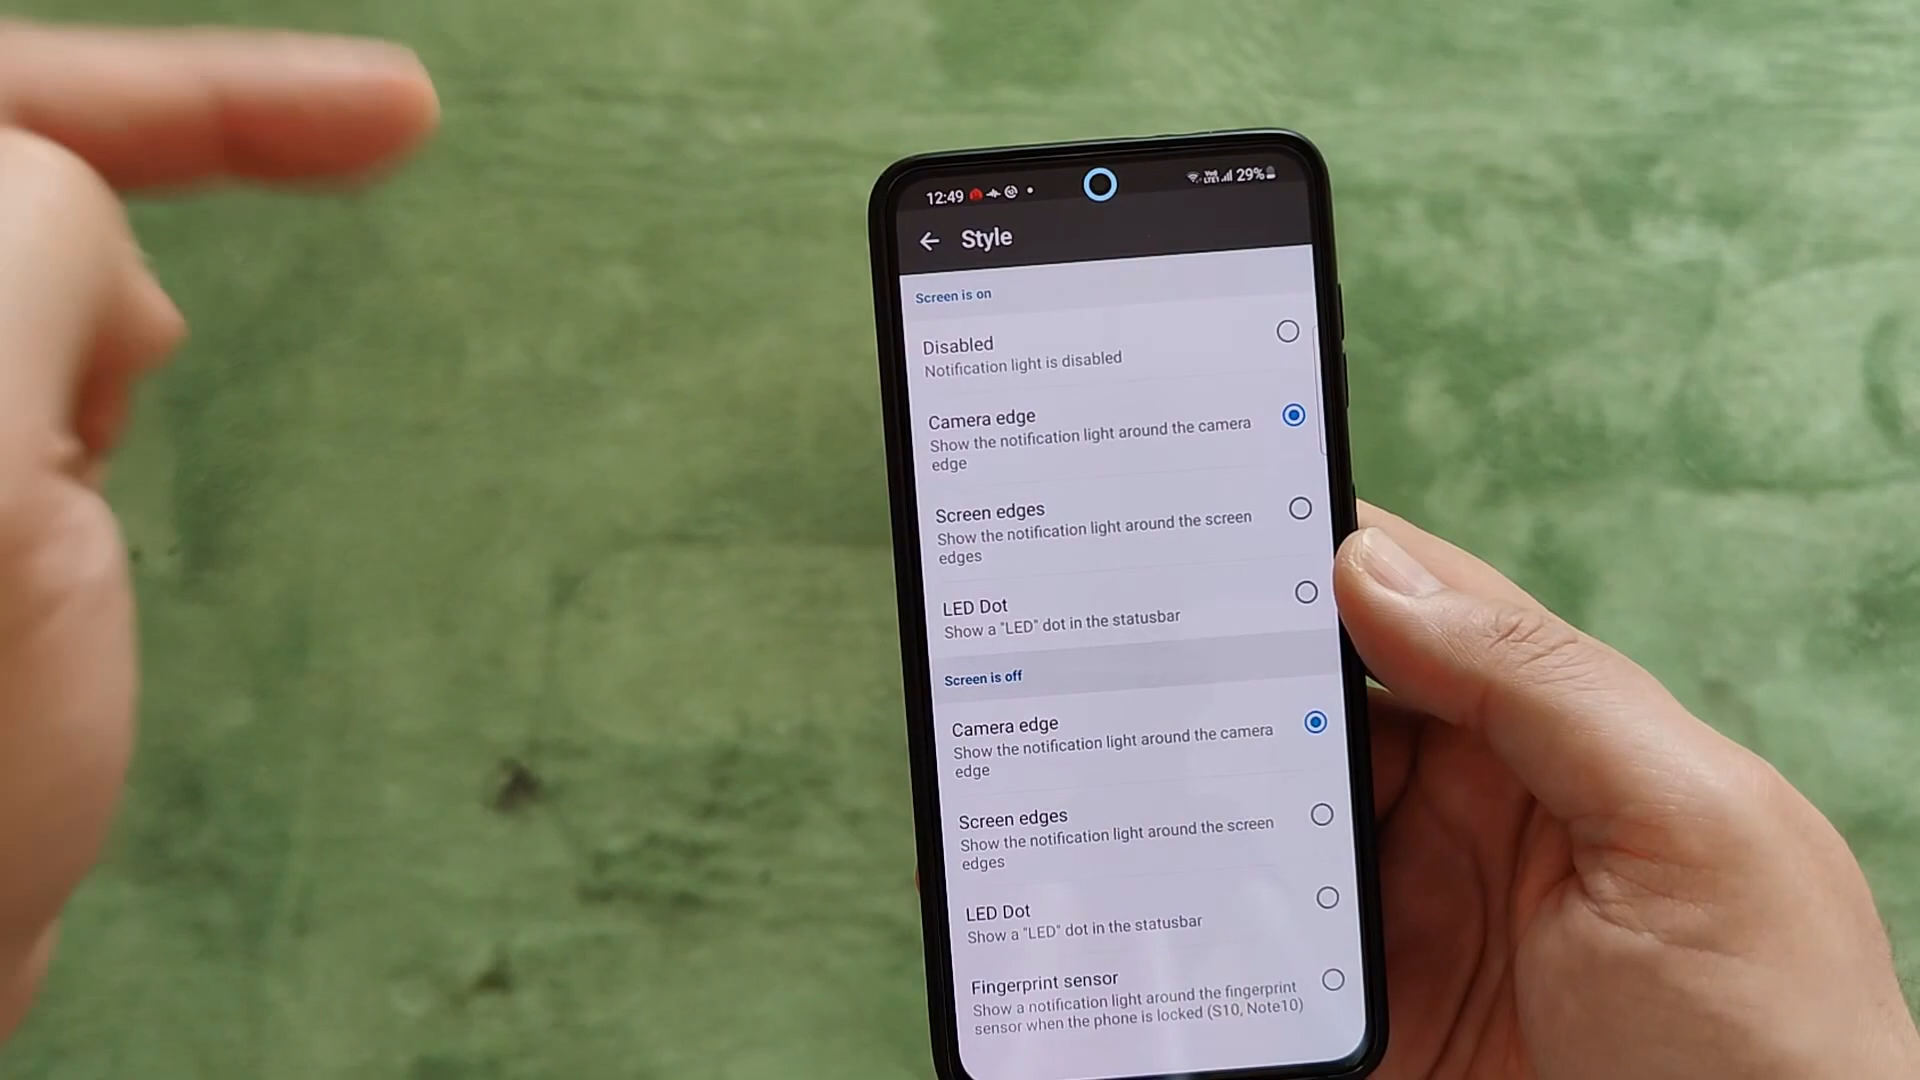 12:49
Vo) LTE1 29%
Style
Screen is on
Disabled
Notification light is disabled
Camera edge
Show the notification light around the camera
edge
Screen edges
Show the notification light around the screen
edges
LED Dot
Show a "LED" dot in the statusbar
Screen is off
Camera edge
Show the notification light around the camera
edge
Screen edges
Show the notification light around the screen
edges
LED Dot
Show a "LED" dot in the statusbar
Fingerprint sensor
Show a notification light around the fingerprint
sensor when the phone is locked (S10, Note10)